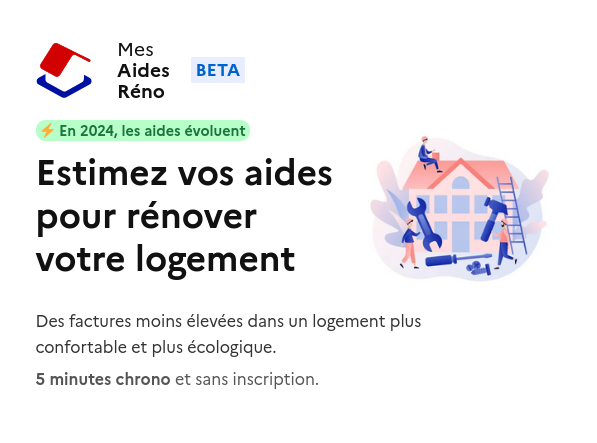 Mes
Aides
Réno
BETA
⚡ En 2024, les aides évoluent
Estimez vos aides
pour rénover
votre logement
Des factures moins élevées dans un logement plus
confortable et plus écologique.
5 minutes chrono et sans inscription.